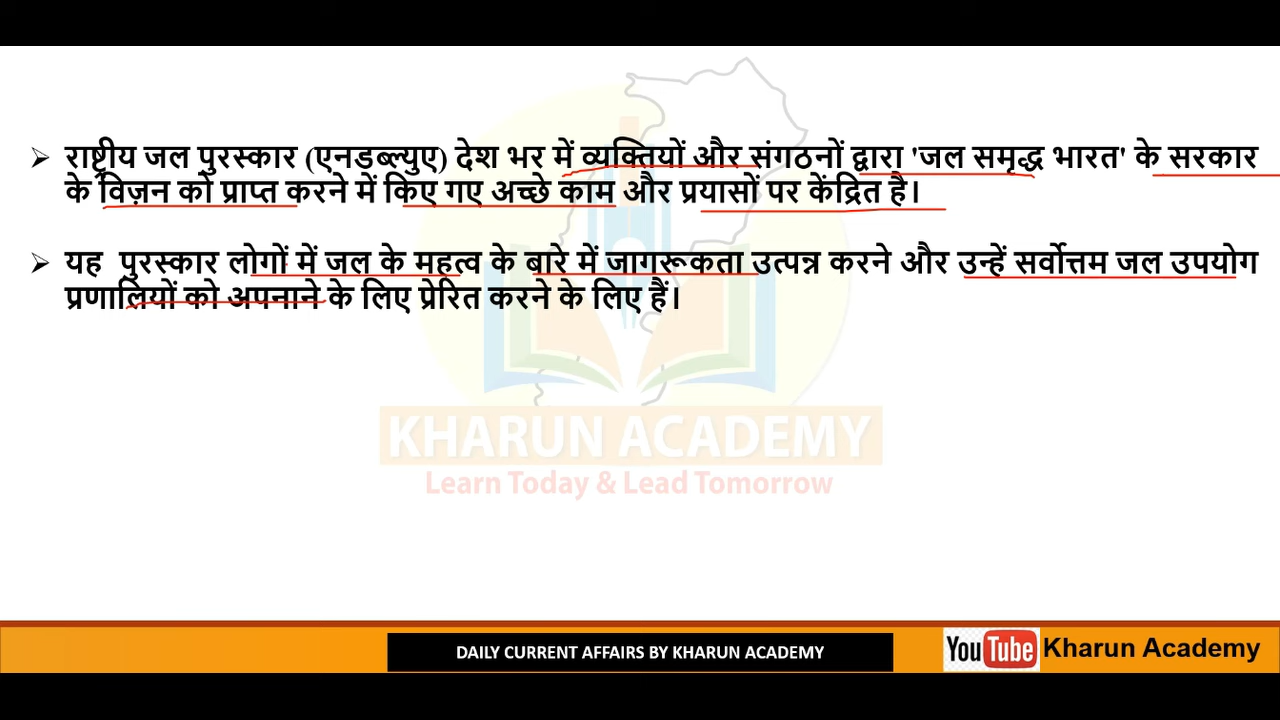 ➢ राष्ट्रीय जल पुरस्कार (एनडब्ल्युए) देश भर में व्यक्तियों और संगठनों द्वारा 'जल समृद्ध भारत' के सरकार
के विज़न को प्राप्त करने में किए गए अच्छे काम और प्रयासों पर केंद्रित है।
➢ यह पुरस्कार लोगों में जल के महत्व के बारे में जागरूकता उत्पन्न करने और उन्हें सर्वोत्तम जल उपयोग
प्रणालियों को अपनाने के लिए प्रेरित करने के लिए हैं।
KHARUN ACADEMY
Learn Today & Lead Tomorrow
DAILY CURRENT AFFAIRS BY KHARUN ACADEMY
YouTube Kharun Academy